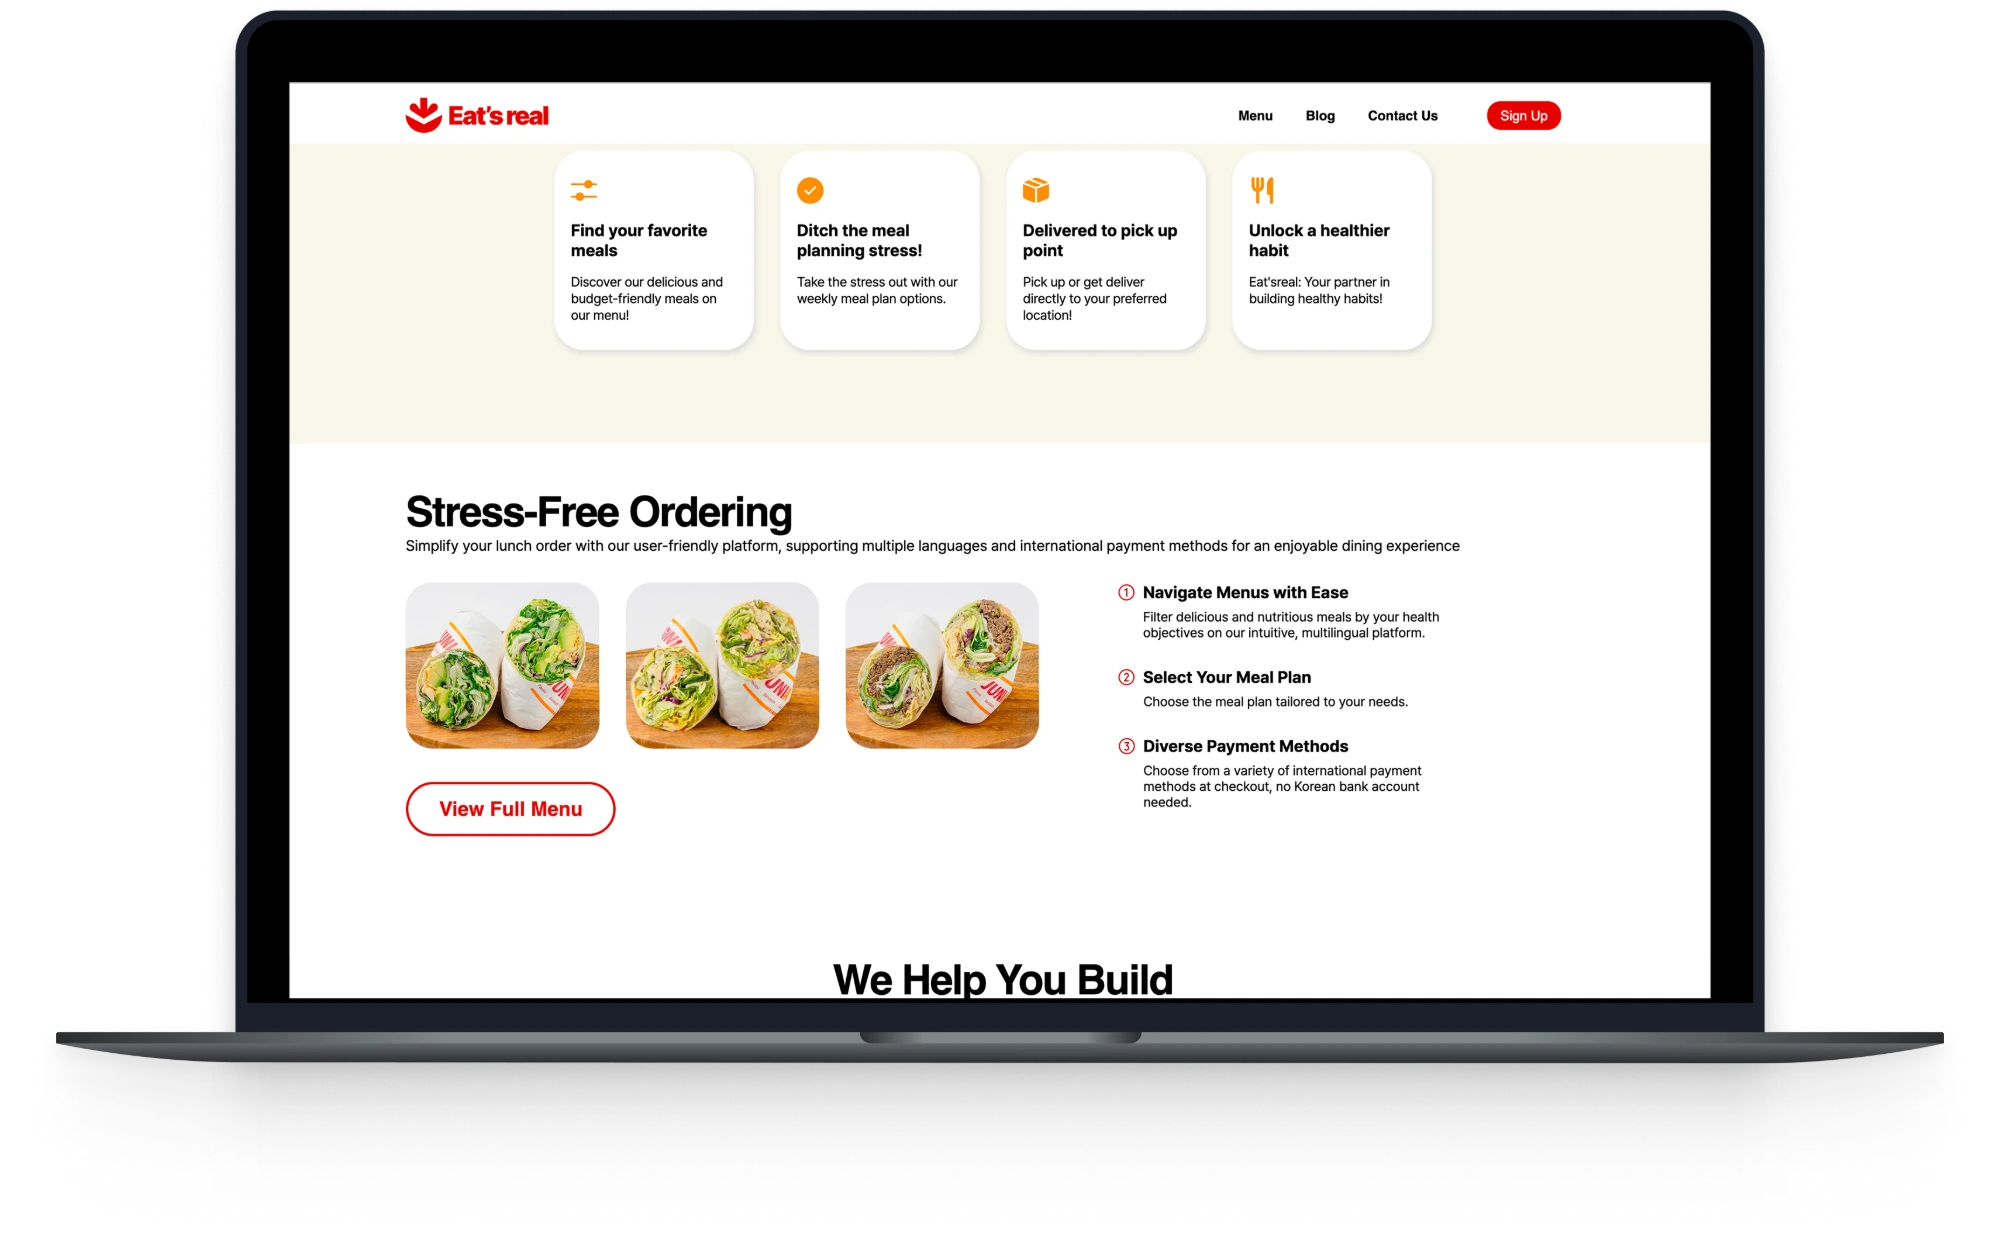 Eat's real
Menu Blog Contact Us Sign Up
Find your favorite
meals
Discover our delicious and
budget-friendly meals on
our menu!
Ditch the meal
planning stress!
Take the stress out with our
weekly meal plan options.
Delivered to pick up
point
Pick up or get deliver
directly to your preferred
location!
Unlock a healthier
habit
Eat'sreal: Your partner in
building healthy habits!
Stress-Free Ordering
Simplify your lunch order with our user-friendly platform, supporting multiple languages and international payment methods for an enjoyable dining experience
1 Navigate Menus with Ease
Filter delicious and nutritious meals by your health
objectives on our intuitive, multilingual platform.
2 Select Your Meal Plan
Choose the meal plan tailored to your needs.
3 Diverse Payment Methods
Choose from a variety of international payment
methods at checkout, no Korean bank account
needed.
View Full Menu
We Help You Build